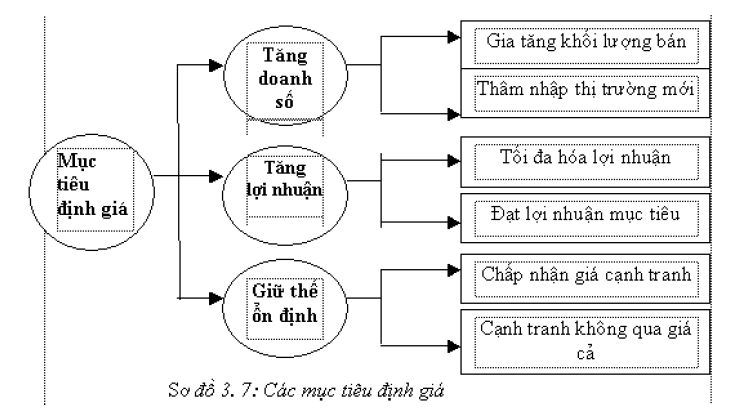 Mục
tiêu
định giá
Tăng
doanh
số
Tăng
lợi nhuận
Giữ thế
ổn định
Gia tăng khối lượng bán
Thâm nhập thị trường mới
Tối đa hóa lợi nhuận
Đạt lợi nhuận mục tiêu
Chấp nhận giá cạnh tranh
Cạnh tranh không qua giá
cả
Sơ đồ 3. 7: Các mục tiêu định giá